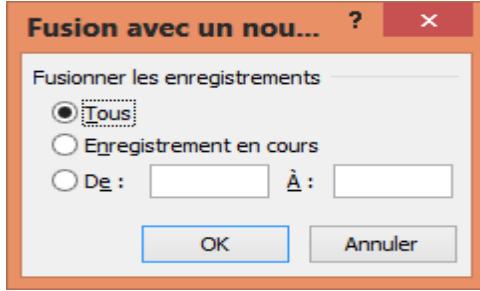 Fusion avec un nou... ? ×
Fusionner les enregistrements
Tous
Enregistrement en cours
De : À :
OK Annuler